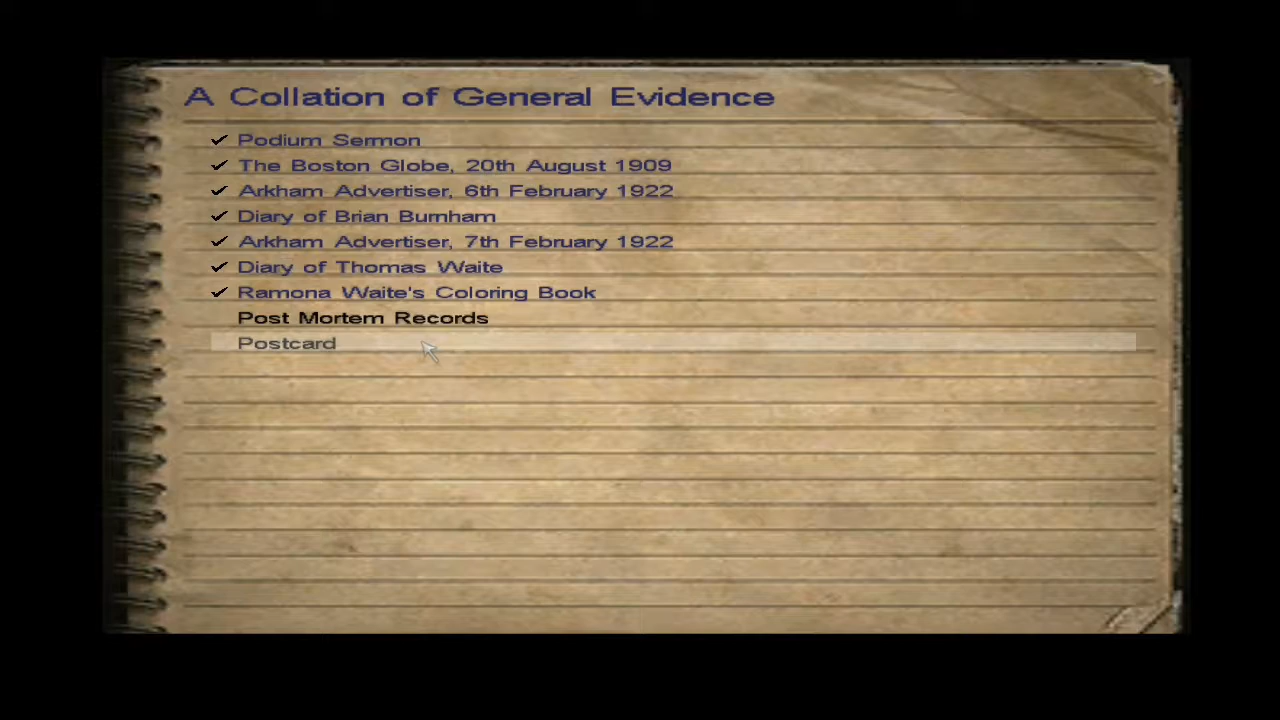 A Collation of General Evidence
✓ Podium Sermon
✓ The Boston Globe, 20th August 1909
✓ Arkham Advertiser, 6th February 1922
✓ Diary of Brian Burnham
✓ Arkham Advertiser, 7th February 1922
✓ Diary of Thomas Waite
✓ Ramona Waite's Coloring Book
Post Mortem Records
Postcard